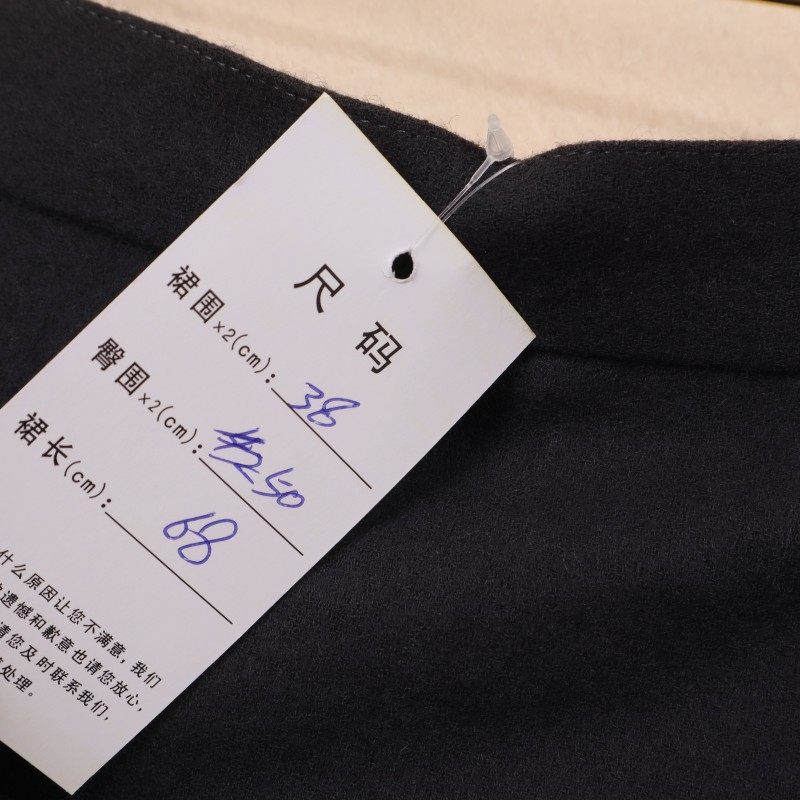 尺码
裙围x2(cm): 38
臀围x2(cm): 50
裙长(cm): 68
什么原因让您不满意,我们
遗憾和歉意也请您放心,
请您及时联系我们,
处理。